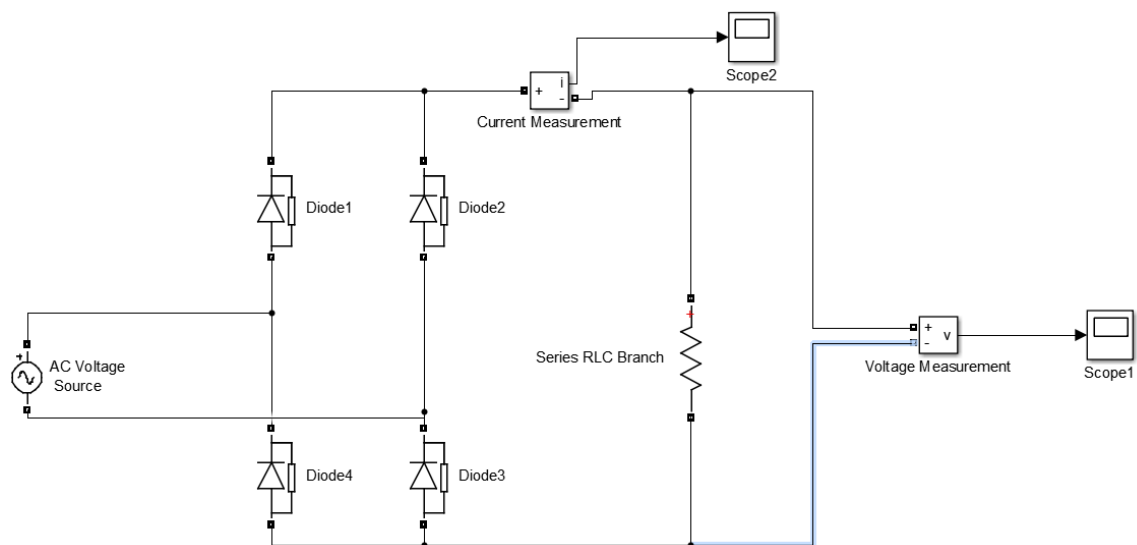 Scope2
i
+
-
Current Measurement
Diode1
Diode2
+
AC Voltage
Source
Series RLC Branch
+
+
-
v
Voltage Measurement
Scope1
Diode4
Diode3